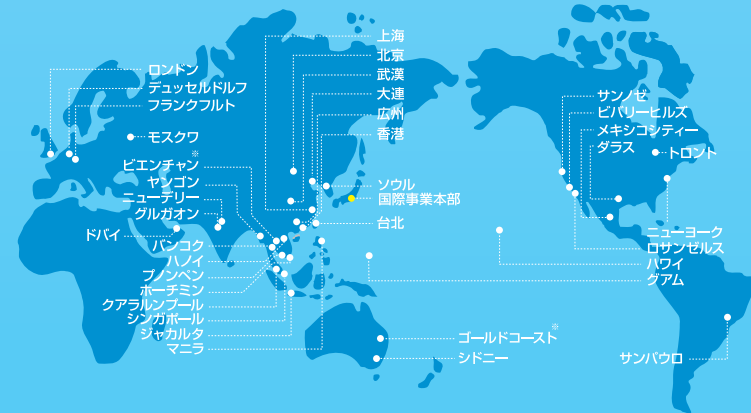 ロンドン
デュッセルドルフ
フランクフルト
モスクワ
※
ビエンチャン
ヤンゴン
ニューデリー
グルガオン
ドバイ
バンコク
ハノイ
プノンペン
ホーチミン
クアラルンプール
シンガポール
ジャカルタ
マニラ
上海
北京
武漢
大連
広州
香港
ソウル
国際事業本部
台北
ゴールドコースト※
シドニー
サンノゼ
ビバリーヒルズ
メキシコシティー
ダラス
トロント
ニューヨーク
ロサンゼルス
ハワイ
グアム
サンパウロ